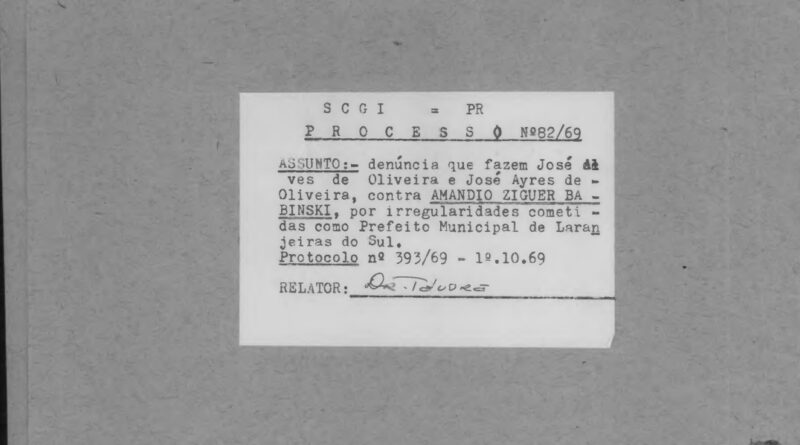 S C G I = PR
P R O C E S S O Nº82/69
ASSUNTO:- denúncia que fazem José Al
ves de Oliveira e José Ayres de -
Oliveira, contra AMANDIO ZIGUER BA -
BINSKI, por irregularidades cometi -
das como Prefeito Municipal de Laran
jeiras do Sul.
Protocolo nº 393/69 - 1º.10.69
RELATOR: Dr.